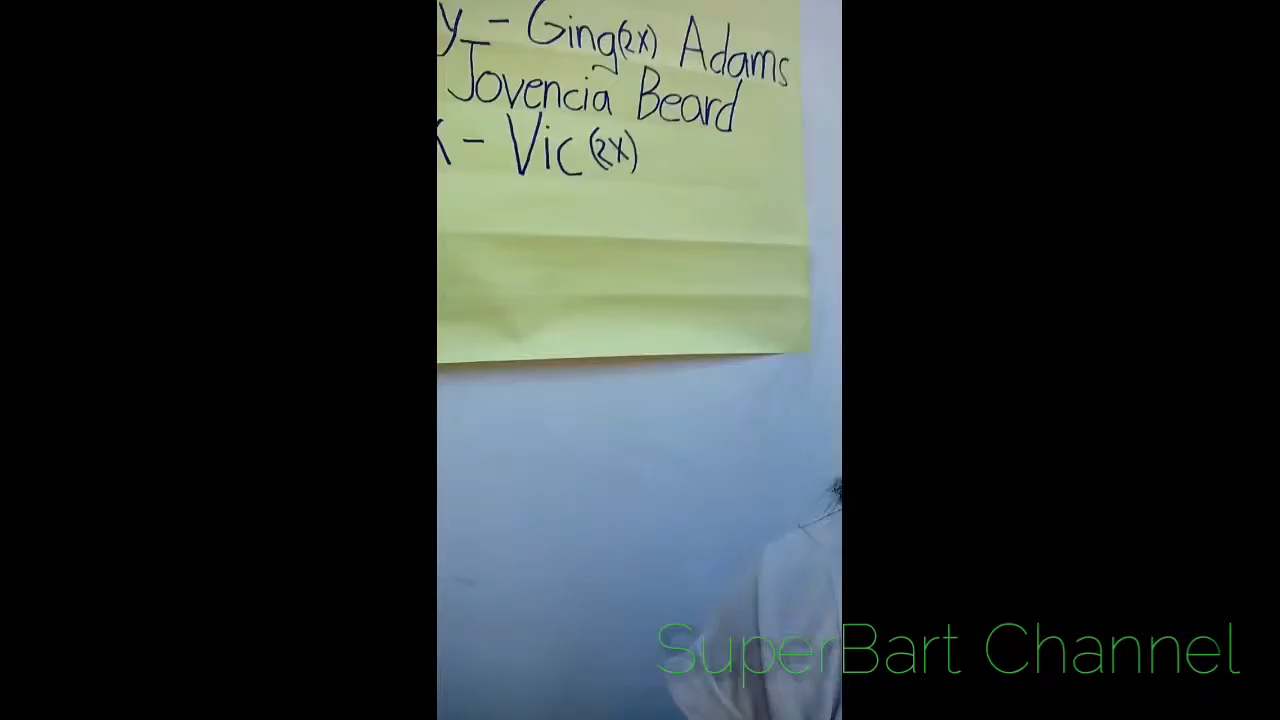 y - Ging(2x) Adams
Jovencia Beard
- Vic (2x)
SuperBart Channel